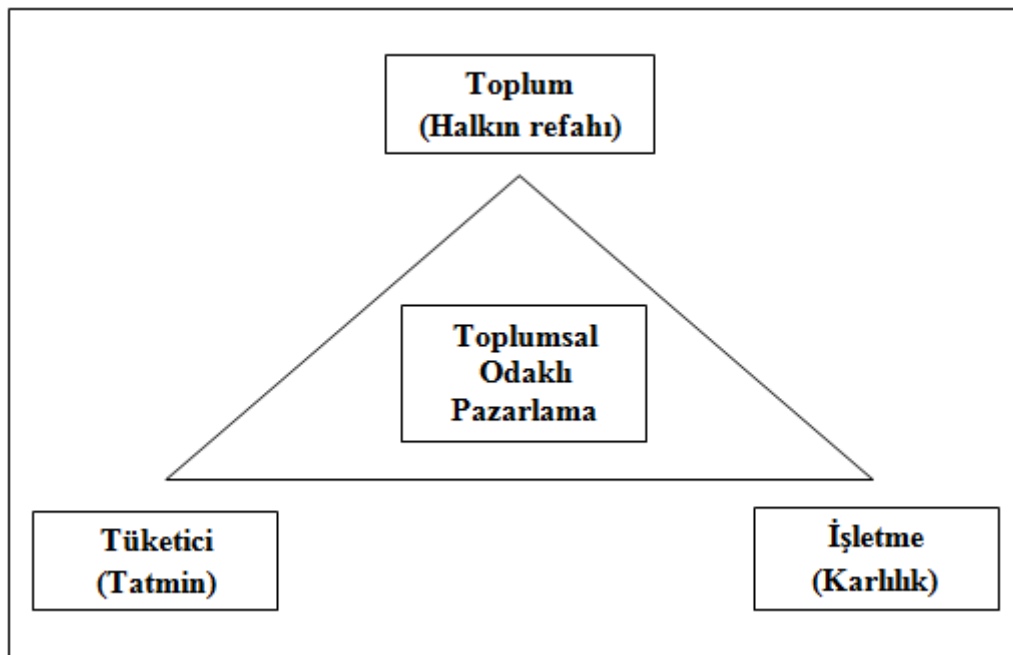 Toplum
(Halkın refahı)
Toplumsal
Odaklı
Pazarlama
Tüketici
(Tatmin)
İşletme
(Karlılık)